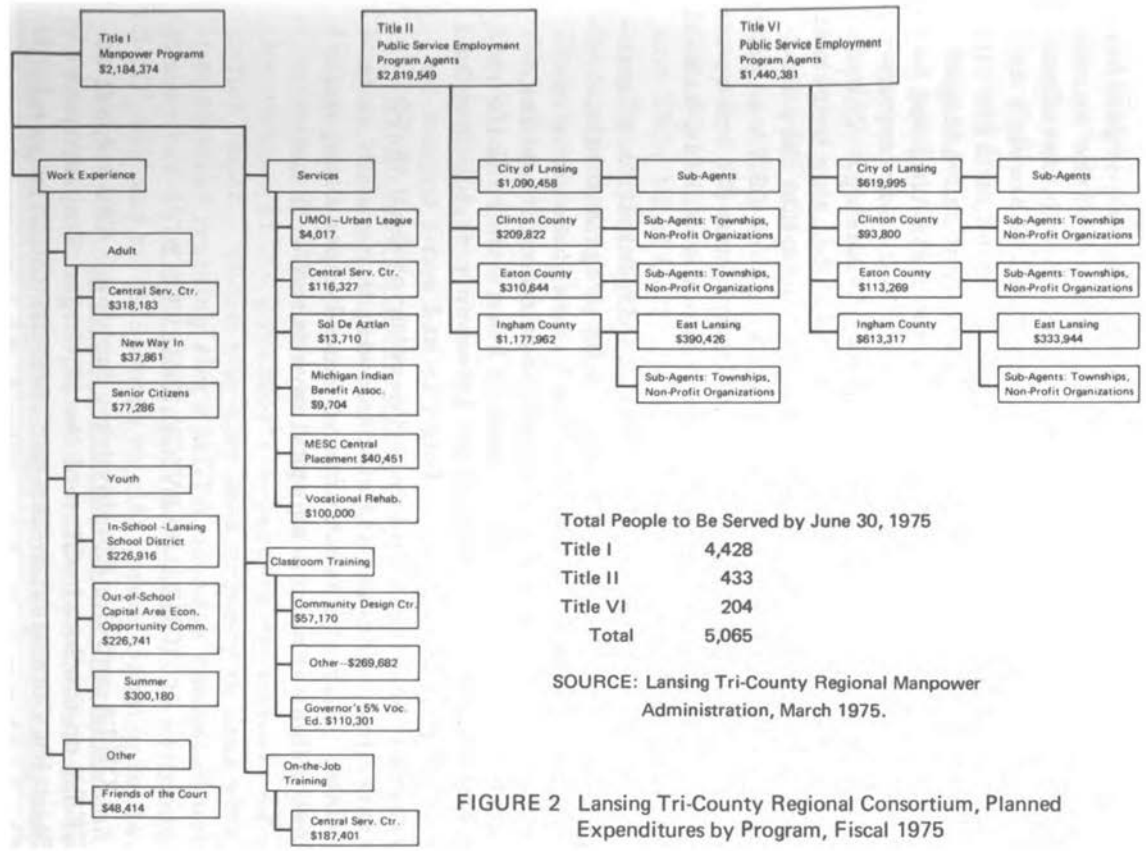 Title I
Manpower Programs
$2,184,374
Title II
Public Service Employment
Program Agents
$2,819,549
Title VI
Public Service Employment
Program Agents
$1,440,381
Work Experience
Adult
Central Serv. Ctr.
$318,183
New Way In
$37,861
Senior Citizens
$77,286
Youth
In-School -Lansing
School District
$226,916
Out-of-School
Capital Area Econ.
Opportunity Comm.
$226,741
Summer
$300,180
Other
Friends of the Court
$48,414
Services
UMOI-Urban League
$4,017
Central Serv. Ctr.
$116,327
Sol De Aztlan
$13,710
Michigan Indian
Benefit Assoc.
$9,704
MESC Central
Placement $40,451
Vocational Rehab.
$100,000
Classroom Training
Community Design Ctr.
$57,170
Other--$269,682
Governor's 5% Voc.
Ed. $110,301
On-the-Job
Training
Central Serv. Ctr.
$187,401
City of Lansing
$1,090,458
Sub-Agents
Clinton County
$209,822
Sub-Agents: Townships,
Non-Profit Organizations
Eaton County
$310,644
Sub-Agents: Townships,
Non-Profit Organizations
Ingham County
$1,177,962
East Lansing
$390,426
Sub-Agents: Townships,
Non-Profit Organizations
City of Lansing
$619,995
Sub-Agents
Clinton County
$93,800
Sub-Agents: Townships
Non-Profit Organizations
Eaton County
$113,269
Sub-Agents: Townships,
Non-Profit Organizations
Ingham County
$613,317
East Lansing
$333,944
Sub-Agents: Townships,
Non-Profit Organizations
Total People to Be Served by June 30, 1975
Title I 4,428
Title II 433
Title VI 204
Total 5,065
SOURCE: Lansing Tri-County Regional Manpower
Administration, March 1975.
FIGURE 2 Lansing Tri-County Regional Consortium, Planned
Expenditures by Program, Fiscal 1975